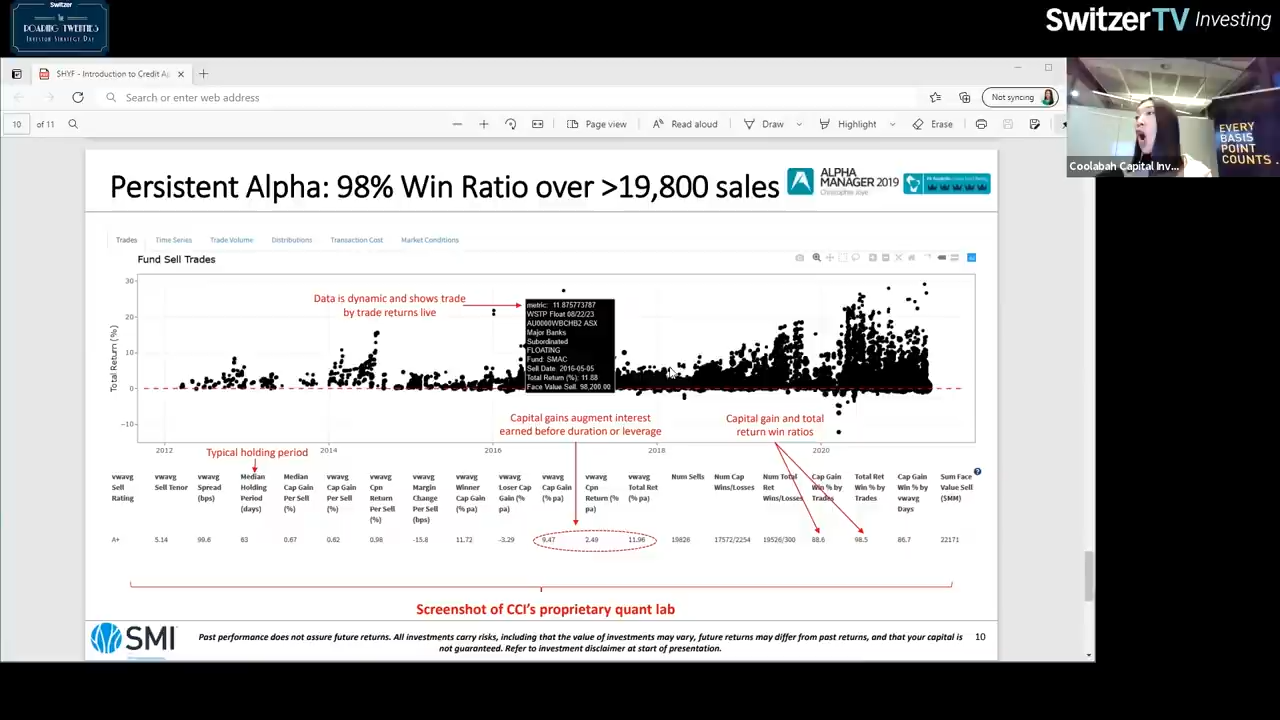 Switzer
ROARING TWENTIES
INVESTOR STRATEGY DAY
SwitzerTV Investing
SHYF - Introduction to Credit A
Search or enter web address
Not syncing
10 of 11
Page view
Read aloud
Draw
Highlight
Erase
EVERY
BASIS
POINT
COUNTS
Coolabah Capital Inv...
Persistent Alpha: 98% Win Ratio over >19,800 sales
ALPHA
MANAGER 2019
Christopher Joye
Trades Time Series Trade Volume Distributions Transaction Cost Market Conditions
Fund Sell Trades
Total Return (%)
30
20
10
0
−10
2012 2014 2016 2018 2020
Data is dynamic and shows trade
by trade returns live
metric: 11.875773787
WSTP Float 08/22/23
AU0000WBCHB2 ASX
Major Banks
Subordinated
FLOATING
Fund: SMAC
Sell Date: 2016-05-05
Total Return (%): 11.88
Face Value Sell: 98,200.00
Capital gains augment interest
earned before duration or leverage
Capital gain and total
return win ratios
Typical holding period
vwavg Sell Rating
vwavg Sell Tenor
vwavg Spread (bps)
Median Holding Period (days)
Median Cap Gain Per Sell (%)
vwavg Cap Gain Per Sell (%)
vwavg Cpn Return Per Sell (%)
vwavg Margin Change Per Sell (bps)
vwavg Winner Cap Gain (% pa)
vwavg Loser Cap Gain (% pa)
vwavg Cap Gain (% pa)
vwavg Cpn Return (% pa)
vwavg Total Ret (% pa)
Num Sells
Num Cap Wins/Losses
Num Total Ret Wins/Losses
Cap Gain Win % by Trades
Total Ret Win % by Trades
Cap Gain Win % by vwavg Days
Sum Face Value Sell ($MM)
A+ 5.14 99.6 63 0.67 0.62 0.98 -15.8 11.72 -3.29 9.47 2.49 11.96 19826 17572/2254 19526/300 88.6 98.5 86.7 22171
Screenshot of CCI's proprietary quant lab
SMI
Past performance does not assure future returns. All investments carry risks, including that the value of investments may vary, future returns may differ from past returns, and that your capital is
not guaranteed. Refer to investment disclaimer at start of presentation.
10